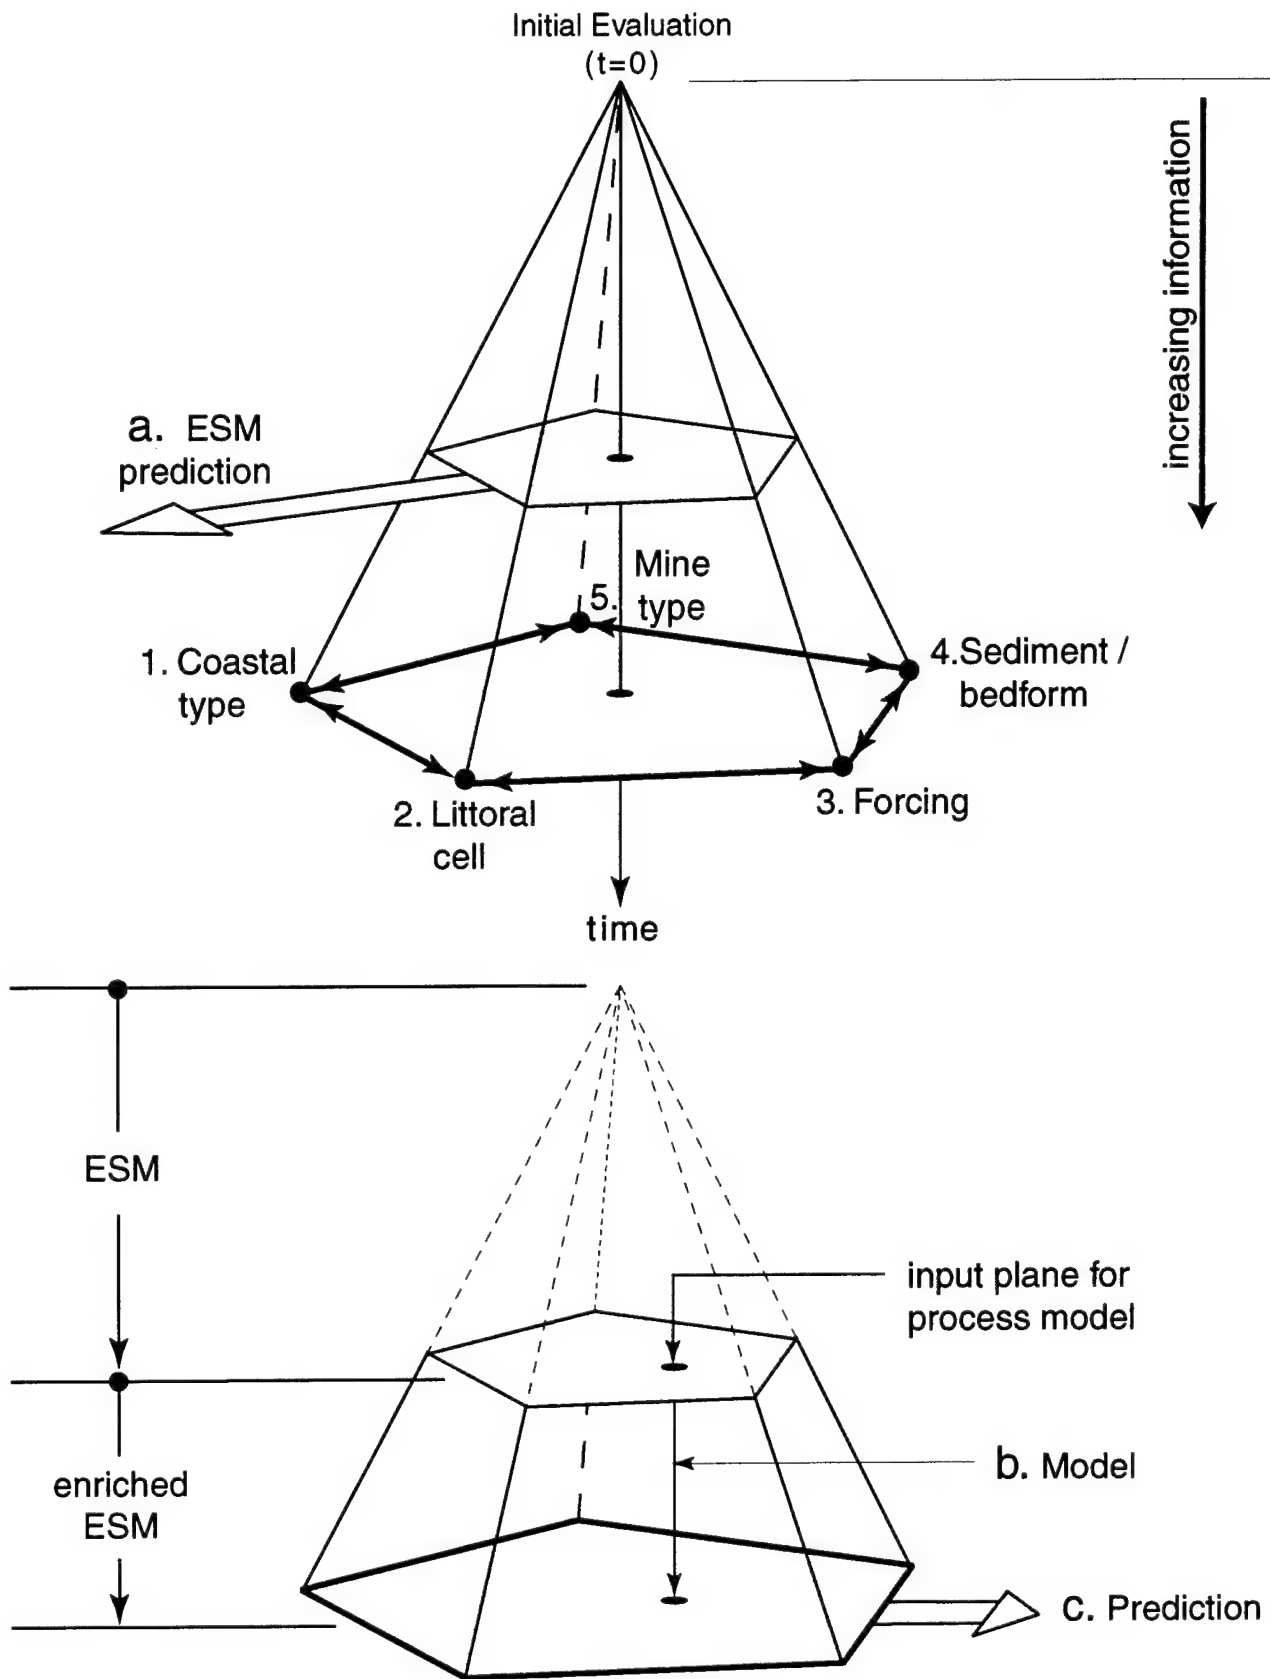 Initial Evaluation
(t=0)
increasing information
a. ESM
prediction
Mine
5. type
1. Coastal
type
4.Sediment /
bedform
2. Littoral
cell
3. Forcing
time
ESM
input plane for
process model
b. Model
enriched
ESM
c. Prediction